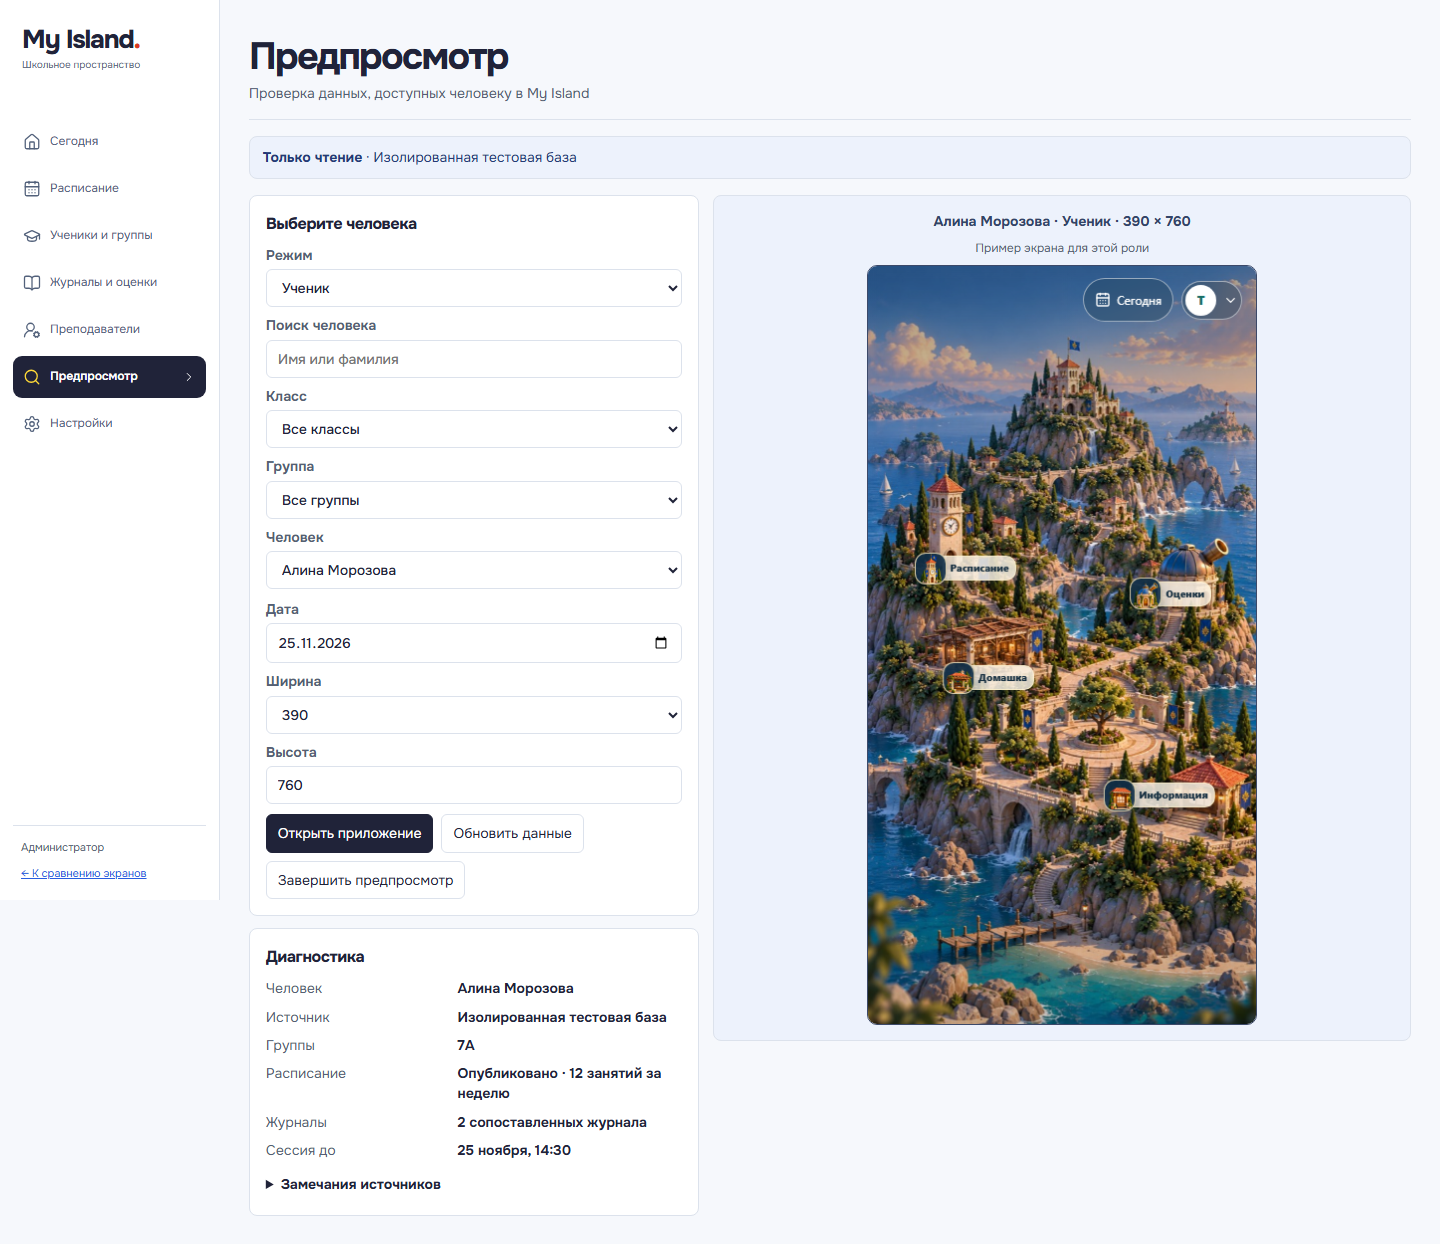 My Island.
Школьное пространство
Сегодня
Расписание
Ученики и группы
Журналы и оценки
Преподаватели
Предпросмотр
Настройки
Администратор
← К сравнению экранов
Предпросмотр
Проверка данных, доступных человеку в My Island
Только чтение · Изолированная тестовая база
Выберите человека
Режим
Ученик
Поиск человека
Имя или фамилия
Класс
Все классы
Группа
Все группы
Человек
Алина Морозова
Дата
25.11.2026
Ширина
390
Высота
760
Открыть приложение
Обновить данные
Завершить предпросмотр
Диагностика
Человек Алина Морозова
Источник Изолированная тестовая база
Группы 7А
Расписание Опубликовано · 12 занятий за
неделю
Журналы 2 сопоставленных журнала
Сессия до 25 ноября, 14:30
Замечания источников
Алина Морозова · Ученик · 390 × 760
Пример экрана для этой роли
Сегодня
Т
Расписание
Оценки
Домашка
Информация